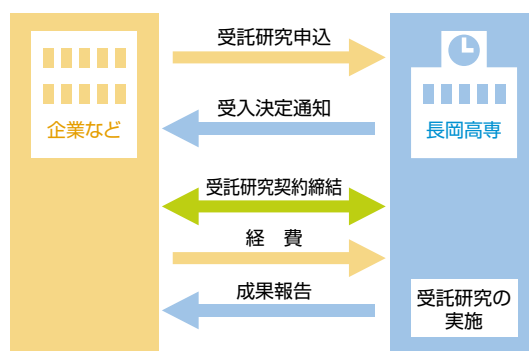 受託研究申込
受入決定通知
企業など
長岡高専
受託研究契約締結
経　費
成果報告
受託研究の
実施